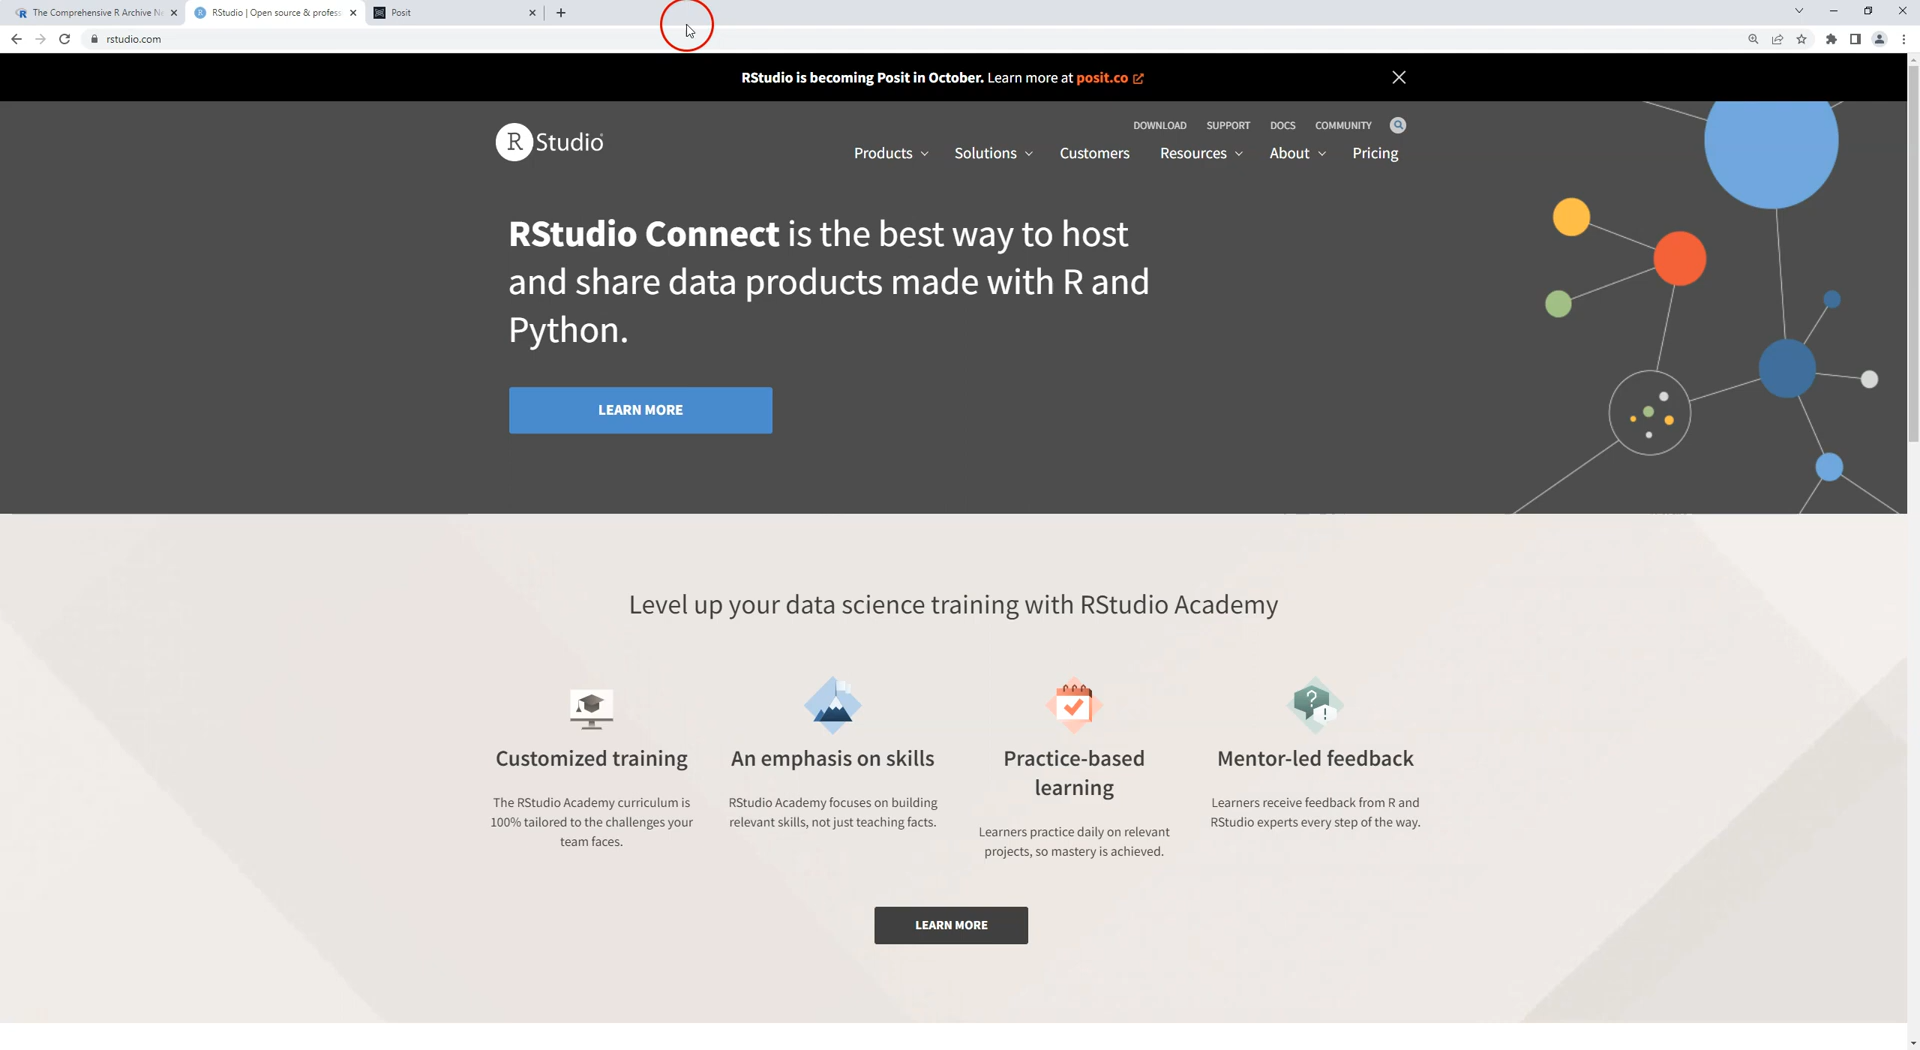 The Comprehensive R Archive Ne
RStudio | Open source & profess
Posit
rstudio.com
RStudio is becoming Posit in October. Learn more at posit.co
R Studio
DOWNLOAD SUPPORT DOCS COMMUNITY
Products Solutions Customers Resources About Pricing
RStudio Connect is the best way to host
and share data products made with R and
Python.
LEARN MORE
Level up your data science training with RStudio Academy
Customized training
The RStudio Academy curriculum is
100% tailored to the challenges your
team faces.
An emphasis on skills
RStudio Academy focuses on building
relevant skills, not just teaching facts.
Practice-based
learning
Learners practice daily on relevant
projects, so mastery is achieved.
Mentor-led feedback
Learners receive feedback from R and
RStudio experts every step of the way.
LEARN MORE